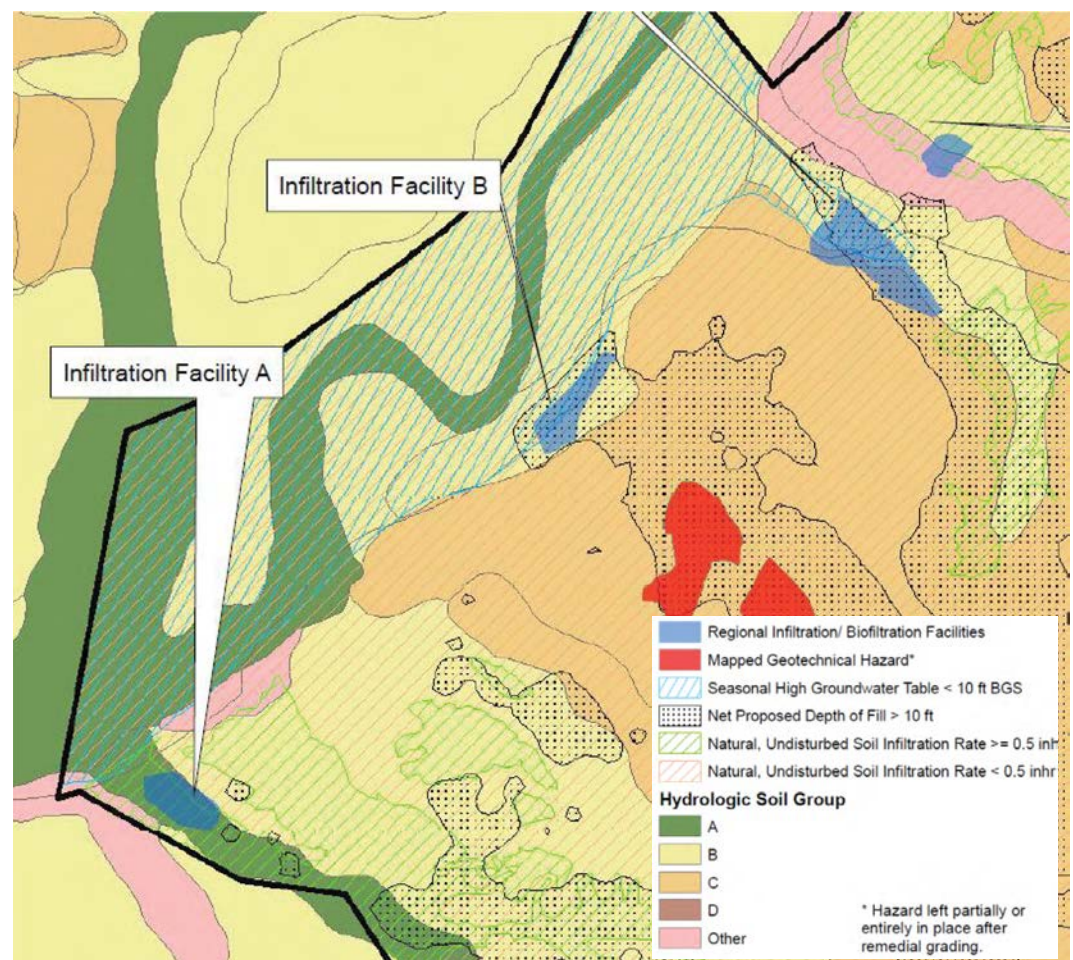 Infiltration Facility B
Infiltration Facility A
Regional Infiltration/ Biofiltration Facilities
Mapped Geotechnical Hazard*
Seasonal High Groundwater Table < 10 ft BGS
Net Proposed Depth of Fill > 10 ft
Natural, Undisturbed Soil Infiltration Rate >= 0.5 inhr
Natural, Undisturbed Soil Infiltration Rate < 0.5 inhr
Hydrologic Soil Group
A
B
C
D
Other
* Hazard left partially or
entirely in place after
remedial grading.